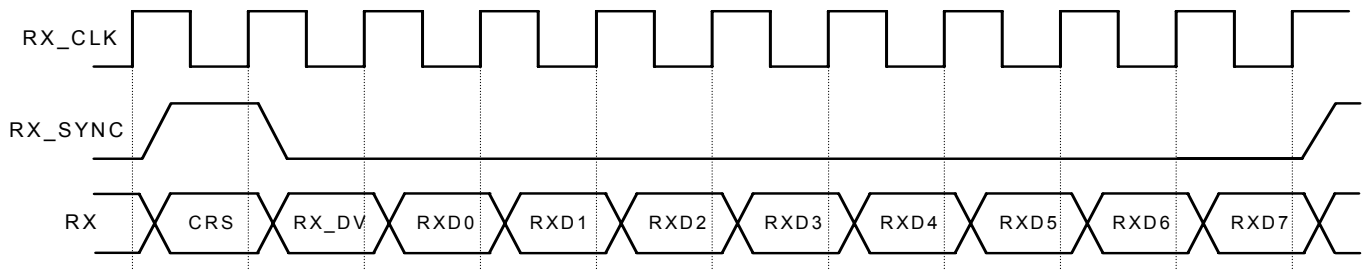 RX_CLK
RX_SYNC
RX CRS RX_DV RXD0 RXD1 RXD2 RXD3 RXD4 RXD5 RXD6 RXD7